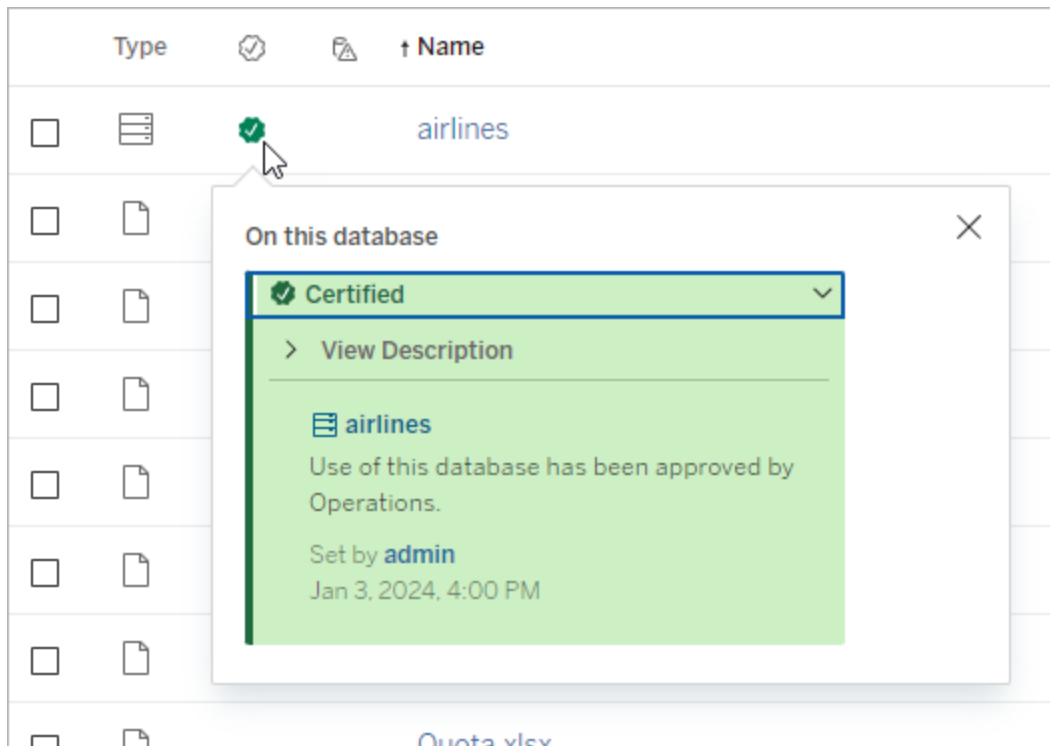 Type ↑ Name
airlines
On this database
Certified
View Description
airlines
Use of this database has been approved by
Operations.
Set by admin
Jan 3, 2024, 4:00 PM
Quota.xlsx